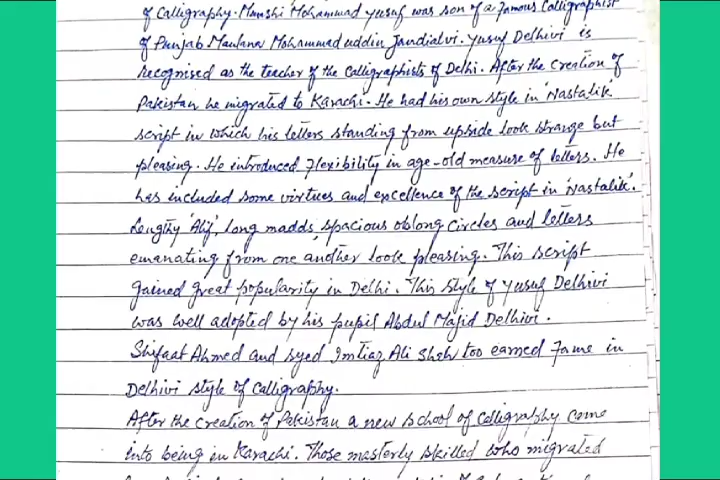 of Calligraphy. Munshi Mohammad Yusuf was son of a famous Calligraphist
of Punjab Maulana Mohammad uddin Jandialvi. Yusuf Delhivi is
recognised as the teacher of the calligraphists of Delhi. After the creation of
Pakistan he migrated to Karachi. He had his own style in 'Nastalik'
script in which his letters standing from upside look strange but
pleasing. He introduced flexibility in age-old measure of letters. He
has included some virtues and excellence of the script in 'Nastalik'.
Lengthy 'Alif', long madds, spacious oblong circles and letters
emanating from one another look pleasing. This script
gained great popularity in Delhi. This style of Yusuf Delhivi
was well adopted by his pupil Abdul Majid Delhivi.
Shifaat Ahmed and Syed Imtiaz Ali Shah too earned fame in
Delhivi style of Calligraphy.
After the creation of Pakistan a new school of calligraphy came
into being in Karachi. Those masterly skilled who migrated